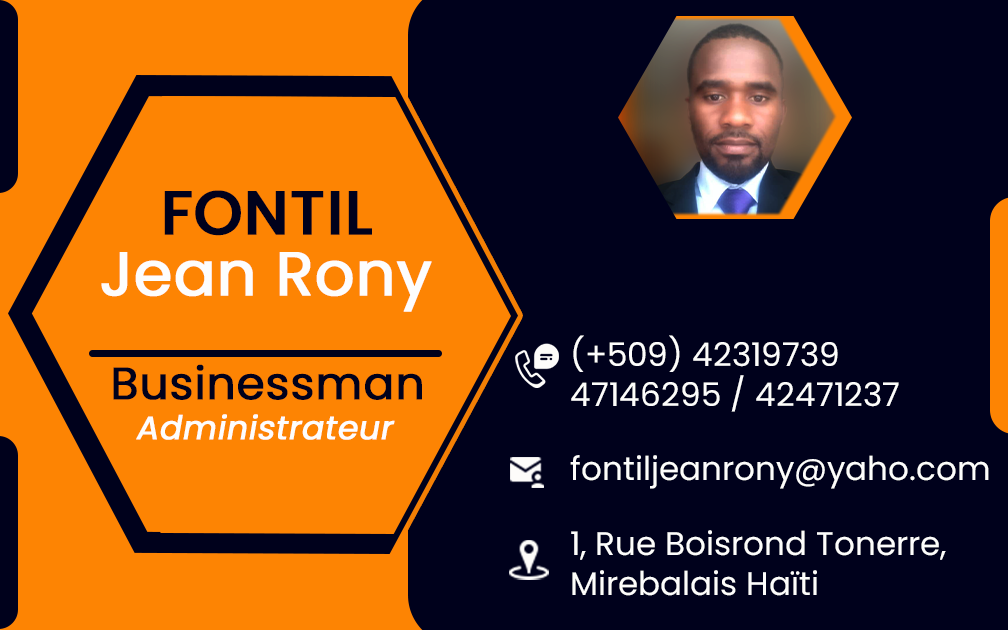 FONTIL
Jean Rony
Businessman
Administrateur
(+509) 42319739
47146295 / 42471237
fontiljeanrony@yaho.com
1, Rue Boisrond Tonerre,
Mirebalais Haïti